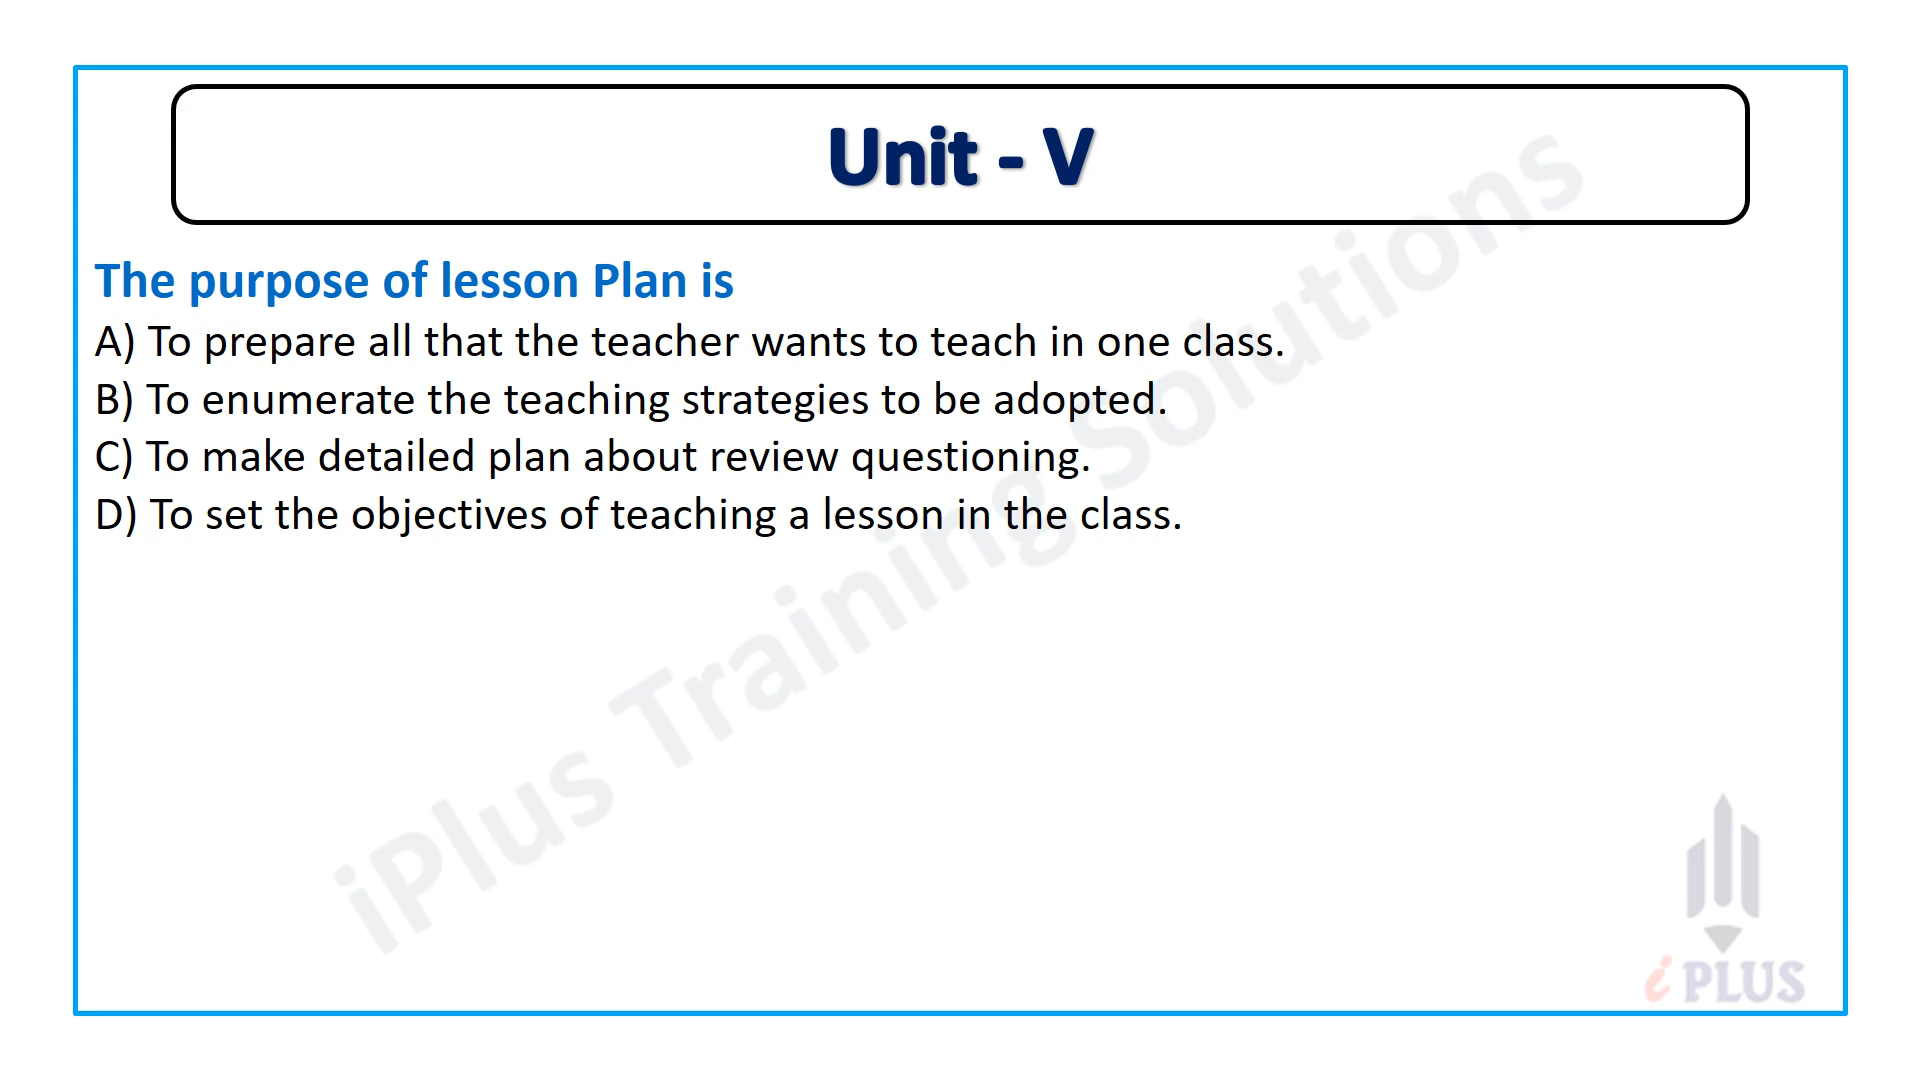 Unit - V
The purpose of lesson Plan is
A) To prepare all that the teacher wants to teach in one class.
B) To enumerate the teaching strategies to be adopted.
C) To make detailed plan about review questioning.
D) To set the objectives of teaching a lesson in the class.
iPlus Training Solutions
i PLUS